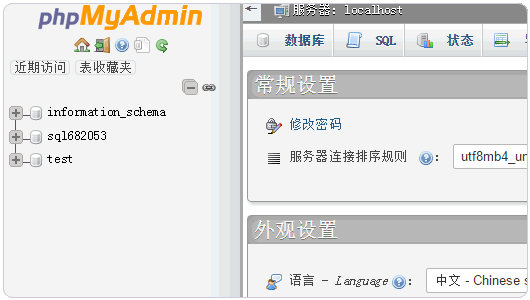 phpMyAdmin
近期访问 表收藏夹
information_schema
sql682053
test
服务器: localhost
数据库 SQL 状态
常规设置
修改密码
服务器连接排序规则 : utf8mb4_un
外观设置
语言 - Language : 中文 - Chinese s